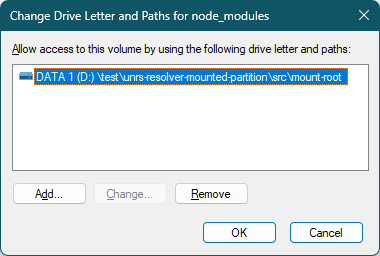 Change Drive Letter and Paths for node_modules
Allow access to this volume by using the following drive letter and paths:
DATA 1 (D:) \test\unrs-resolver-mounted-partition\src\mount-root
Add... Change... Remove
OK Cancel